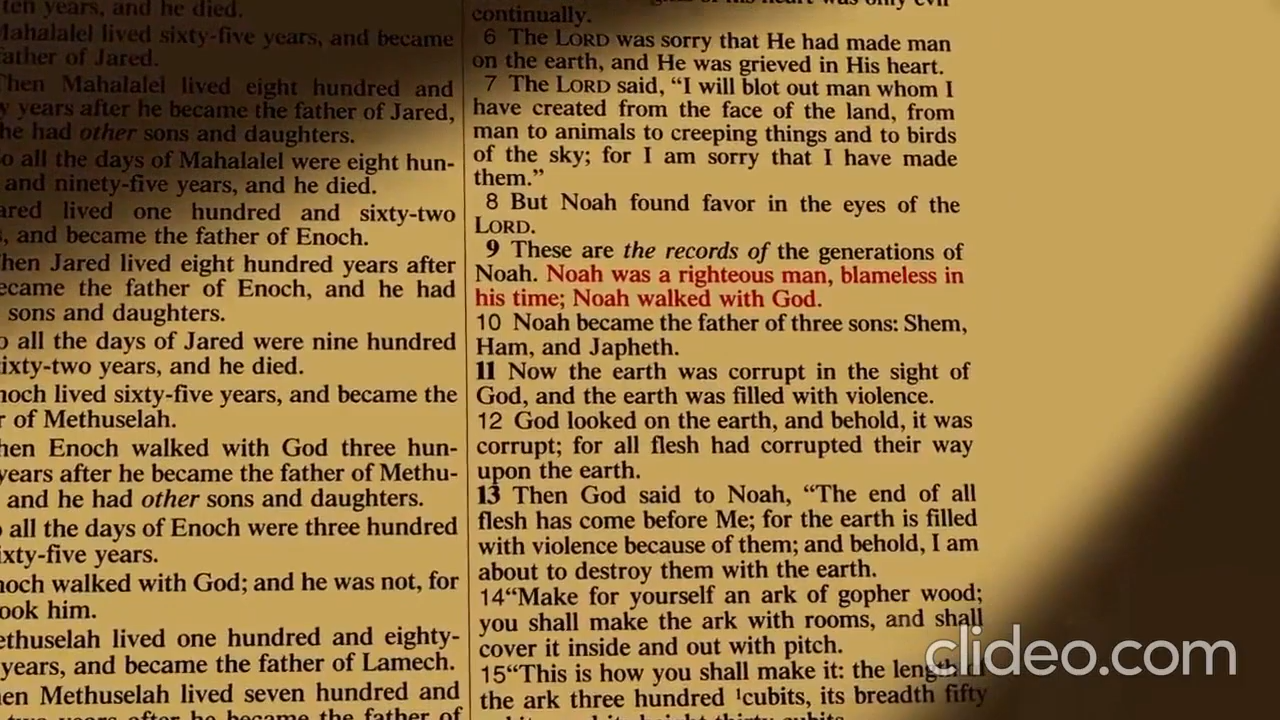 ten years, and he died.
Mahalalel lived sixty-five years, and became
father of Jared.
Then Mahalalel lived eight hundred and
years after he became the father of Jared,
he had other sons and daughters.
o all the days of Mahalalel were eight hun-
and ninety-five years, and he died.
ared lived one hundred and sixty-two
s, and became the father of Enoch.
hen Jared lived eight hundred years after
ecame the father of Enoch, and he had
sons and daughters.
o all the days of Jared were nine hundred
ixty-two years, and he died.
noch lived sixty-five years, and became the
r of Methuselah.
hen Enoch walked with God three hun-
years after he became the father of Methu-
and he had other sons and daughters.
o all the days of Enoch were three hundred
ixty-five years.
noch walked with God; and he was not, for
ook him.
ethuselah lived one hundred and eighty-
years, and became the father of Lamech.
en Methuselah lived seven hundred and
years after he became the father of
of his heart was only evil
continually.
6 The LORD was sorry that He had made man
on the earth, and He was grieved in His heart.
7 The LORD said, “I will blot out man whom I
have created from the face of the land, from
man to animals to creeping things and to birds
of the sky; for I am sorry that I have made
them.”
8 But Noah found favor in the eyes of the
LORD.
9 These are the records of the generations of
Noah. Noah was a righteous man, blameless in
his time; Noah walked with God.
10 Noah became the father of three sons: Shem,
Ham, and Japheth.
11 Now the earth was corrupt in the sight of
God, and the earth was filled with violence.
12 God looked on the earth, and behold, it was
corrupt; for all flesh had corrupted their way
upon the earth.
13 Then God said to Noah, “The end of all
flesh has come before Me; for the earth is filled
with violence because of them; and behold, I am
about to destroy them with the earth.
14“Make for yourself an ark of gopher wood;
you shall make the ark with rooms, and shall
cover it inside and out with pitch.
15“This is how you shall make it: the length of
the ark three hundred ¹cubits, its breadth fifty
cubits.
clideo.com